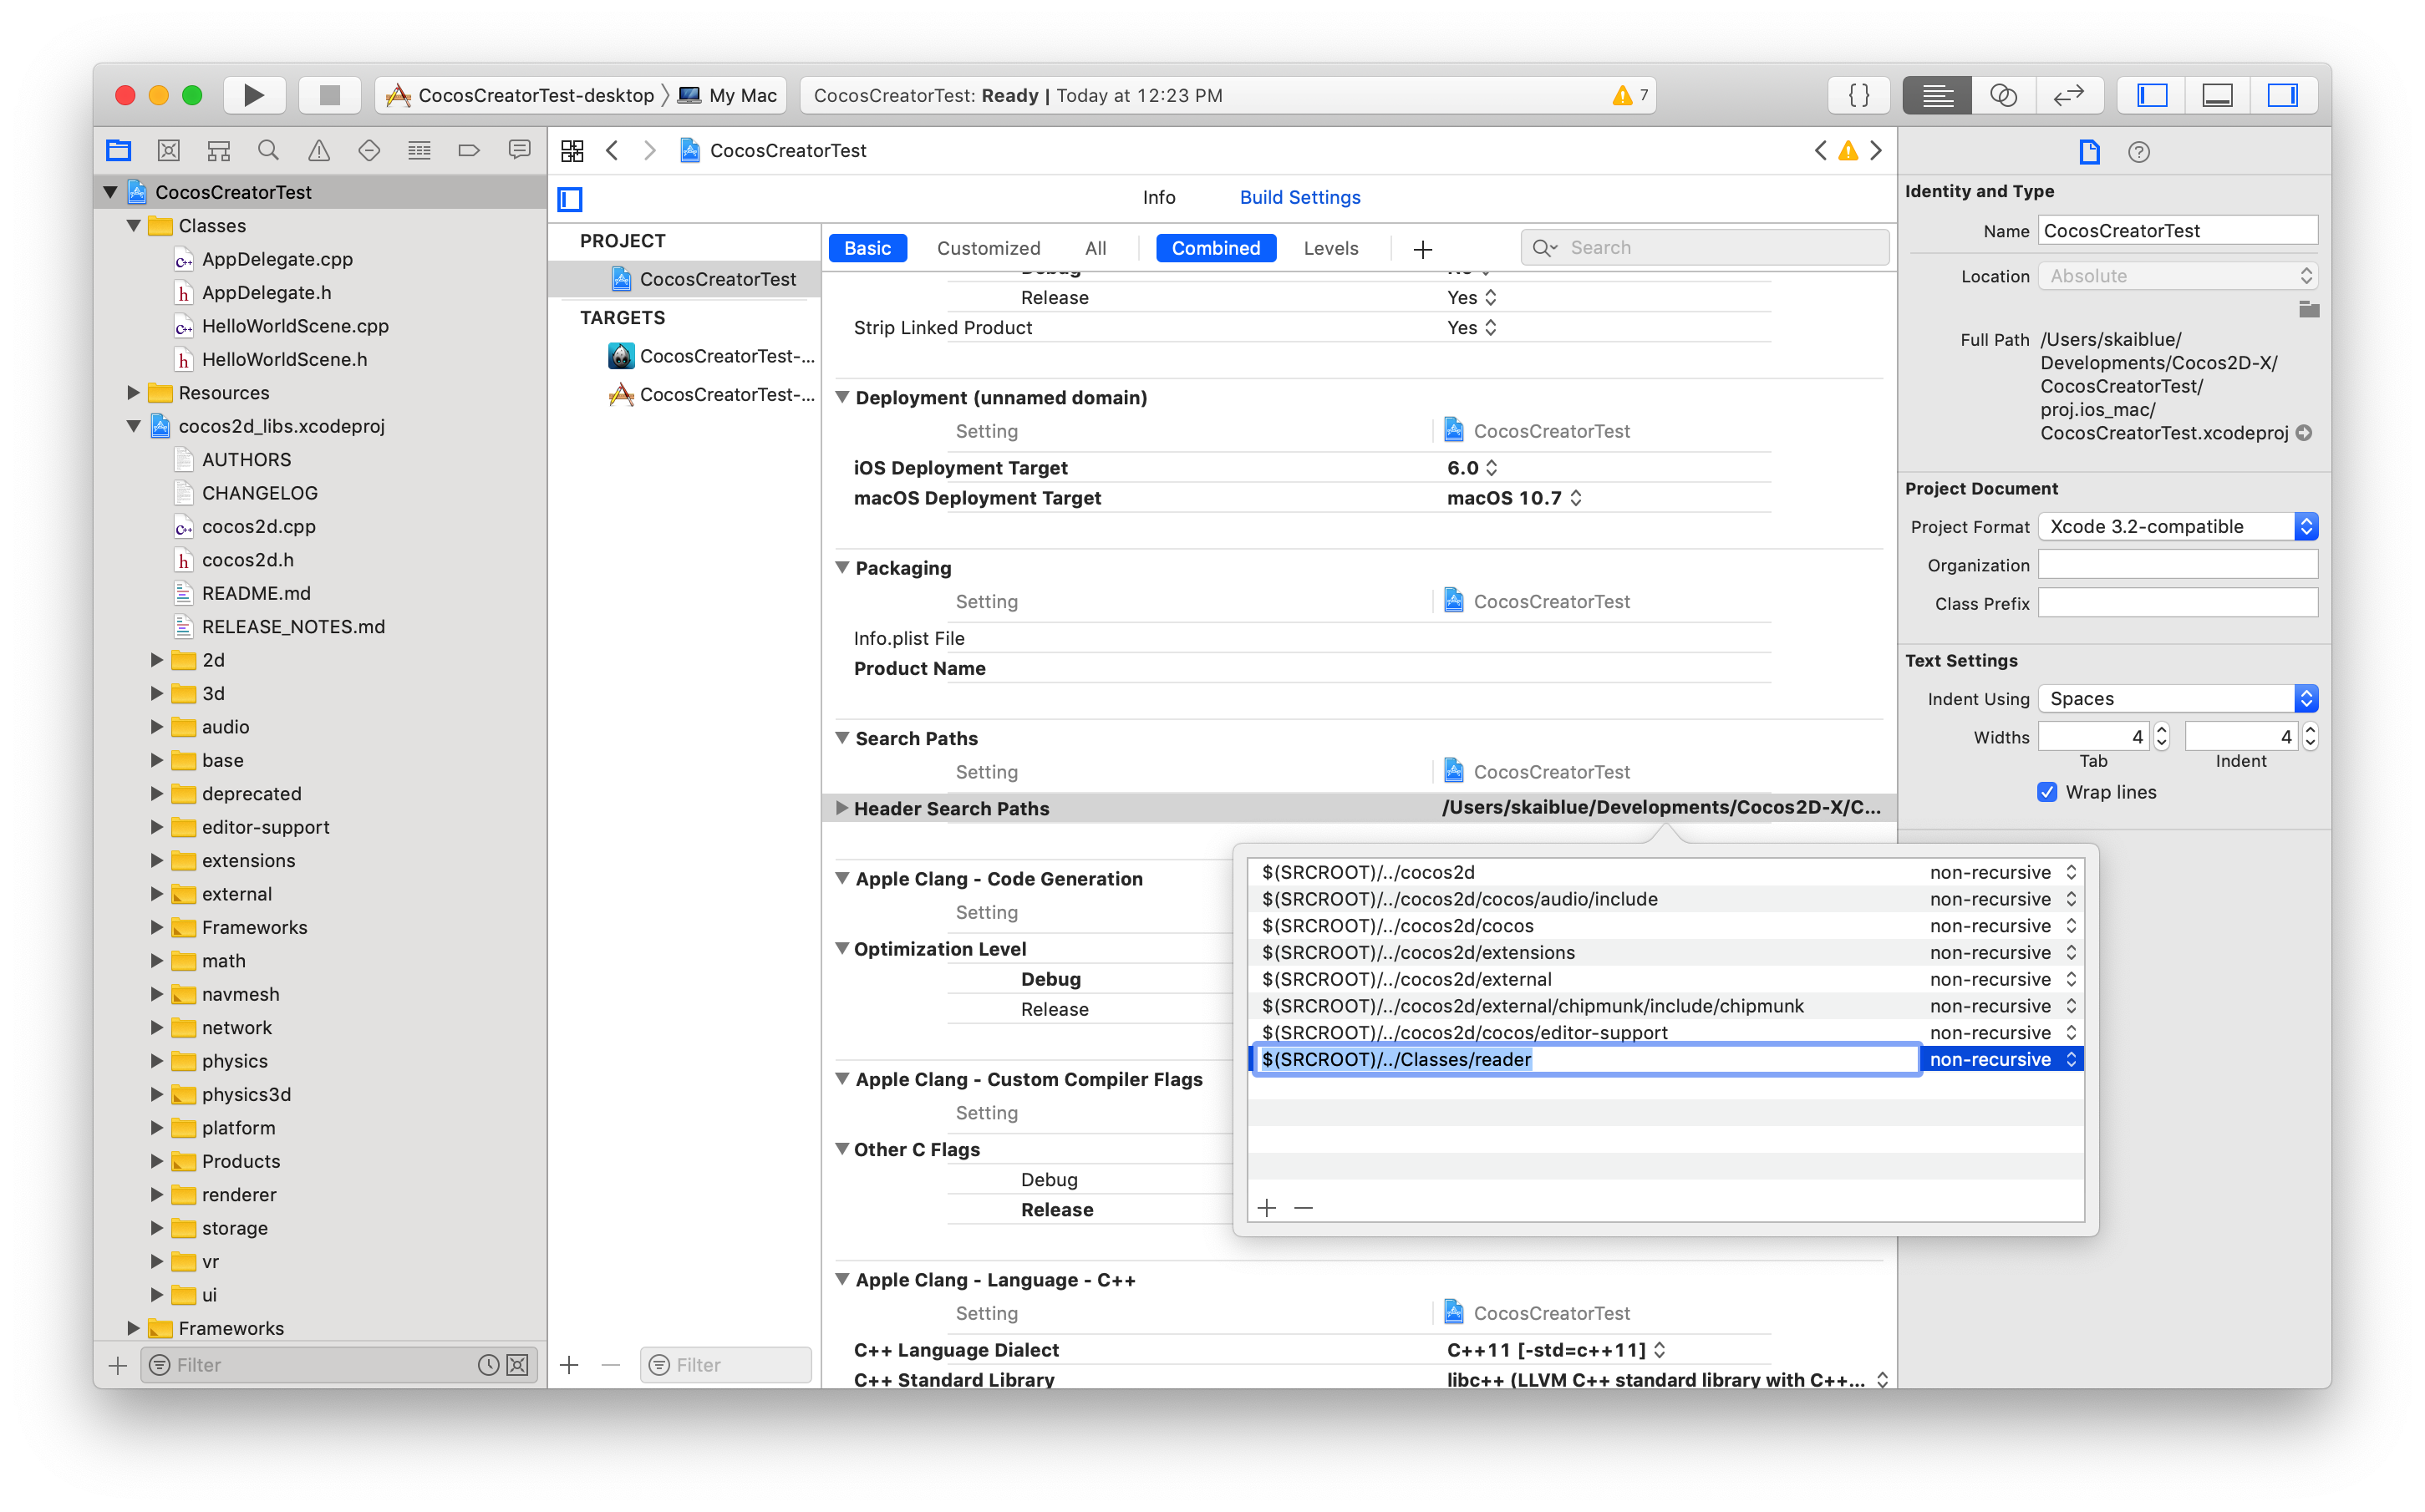 CocosCreatorTest-desktop My Mac
CocosCreatorTest: Ready | Today at 12:23 PM
7
{ }
CocosCreatorTest
Classes
AppDelegate.cpp
AppDelegate.h
HelloWorldScene.cpp
HelloWorldScene.h
Resources
cocos2d_libs.xcodeproj
AUTHORS
CHANGELOG
cocos2d.cpp
cocos2d.h
README.md
RELEASE_NOTES.md
2d
3d
audio
base
deprecated
editor-support
extensions
external
Frameworks
math
navmesh
network
physics
physics3d
platform
Products
renderer
storage
vr
ui
Frameworks
Filter
CocosCreatorTest
Info Build Settings
PROJECT
CocosCreatorTest
TARGETS
CocosCreatorTest-...
CocosCreatorTest-...
Filter
Basic Customized All Combined Levels Search
Debug No
Release Yes
Strip Linked Product Yes
Deployment (unnamed domain)
Setting CocosCreatorTest
iOS Deployment Target 6.0
macOS Deployment Target macOS 10.7
Packaging
Setting CocosCreatorTest
Info.plist File
Product Name
Search Paths
Setting CocosCreatorTest
Header Search Paths /Users/skaiblue/Developments/Cocos2D-X/C...
Apple Clang - Code Generation
Setting
Optimization Level
Debug
Release
Apple Clang - Custom Compiler Flags
Setting
Other C Flags
Debug
Release
Apple Clang - Language - C++
Setting CocosCreatorTest
C++ Language Dialect C++11 [-std=c++11]
C++ Standard Library libc++ (LLVM C++ standard library with C++...
$(SRCROOT)/../cocos2d non-recursive
$(SRCROOT)/../cocos2d/cocos/audio/include non-recursive
$(SRCROOT)/../cocos2d/cocos non-recursive
$(SRCROOT)/../cocos2d/extensions non-recursive
$(SRCROOT)/../cocos2d/external non-recursive
$(SRCROOT)/../cocos2d/external/chipmunk/include/chipmunk non-recursive
$(SRCROOT)/../cocos2d/cocos/editor-support non-recursive
$(SRCROOT)/../Classes/reader non-recursive
Identity and Type
Name CocosCreatorTest
Location Absolute
Full Path /Users/skaiblue/
Developments/Cocos2D-X/
CocosCreatorTest/
proj.ios_mac/
CocosCreatorTest.xcodeproj
Project Document
Project Format Xcode 3.2-compatible
Organization
Class Prefix
Text Settings
Indent Using Spaces
Widths 4 4
Tab Indent
Wrap lines